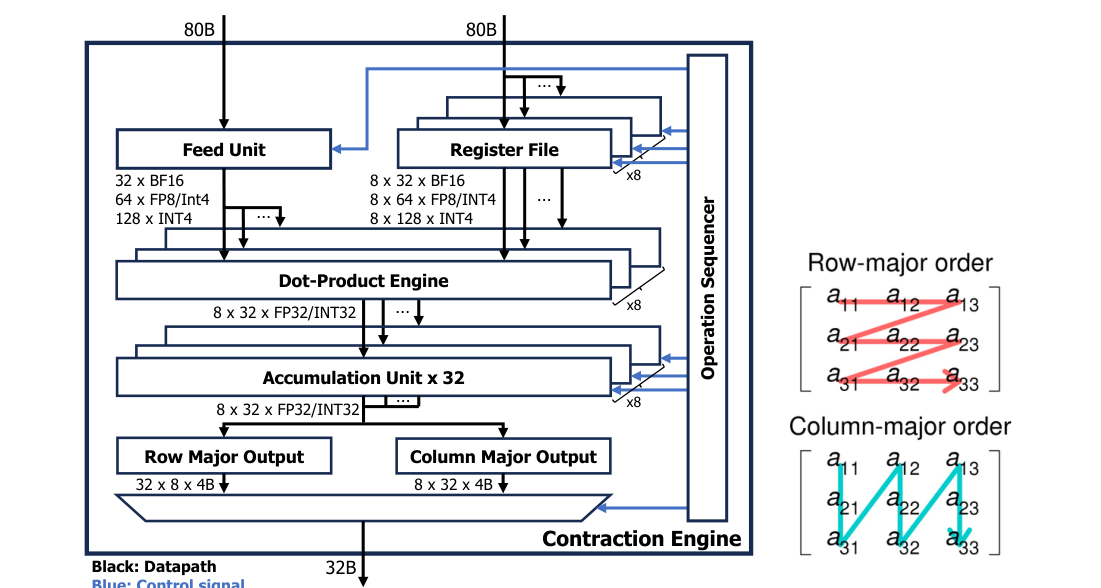 80B
80B
...
Feed Unit
Register File
32 x BF16
64 x FP8/Int4
128 x INT4
8 x 32 x BF16
8 x 64 x FP8/INT4
8 x 128 x INT4
x8
...
...
Operation Sequencer
Dot-Product Engine
8 x 32 x FP32/INT32
...
x8
Accumulation Unit x 32
8 x 32 x FP32/INT32
...
x8
Row Major Output
Column Major Output
32 x 8 x 4B
8 x 32 x 4B
Contraction Engine
32B
Black: Datapath
Blue: Control signal
Row-major order
a11 a12 a13
a21 a22 a23
a31 a32 a33
Column-major order
a11 a12 a13
a21 a22 a23
a31 a32 a33